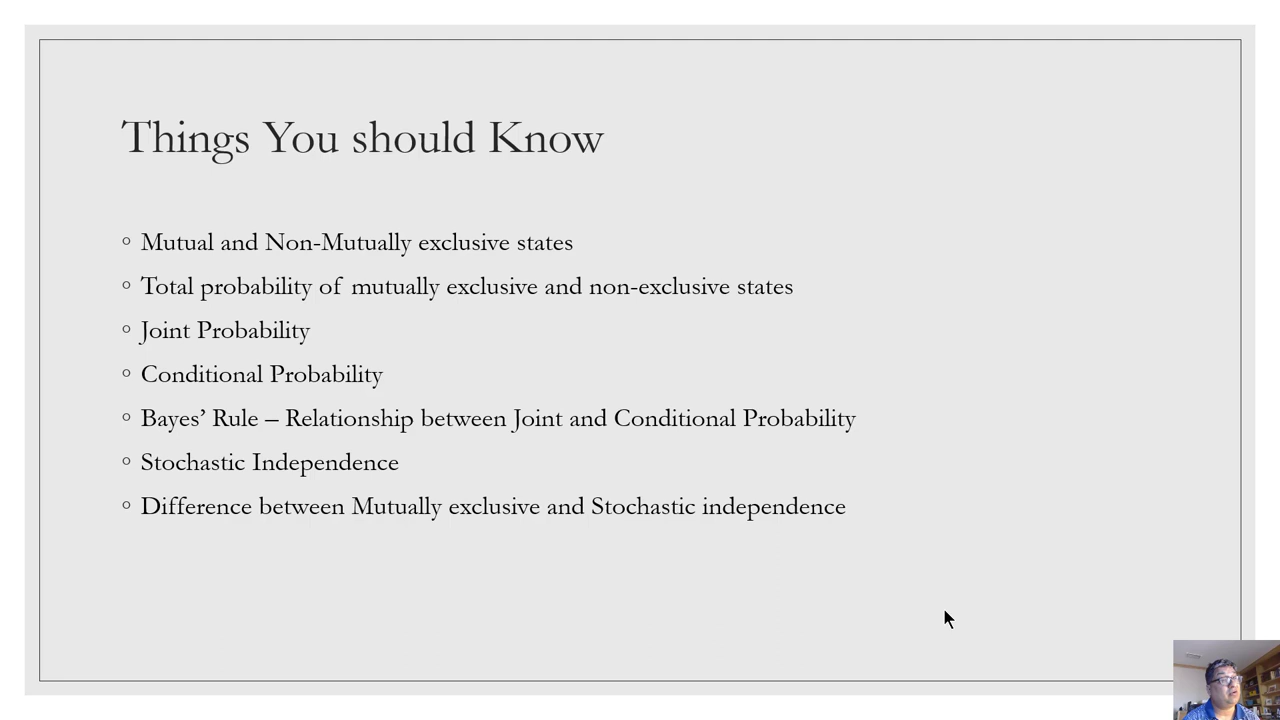 Things You should Know
Mutual and Non-Mutually exclusive states
Total probability of mutually exclusive and non-exclusive states
Joint Probability
Conditional Probability
Bayes’ Rule – Relationship between Joint and Conditional Probability
Stochastic Independence
Difference between Mutually exclusive and Stochastic independence